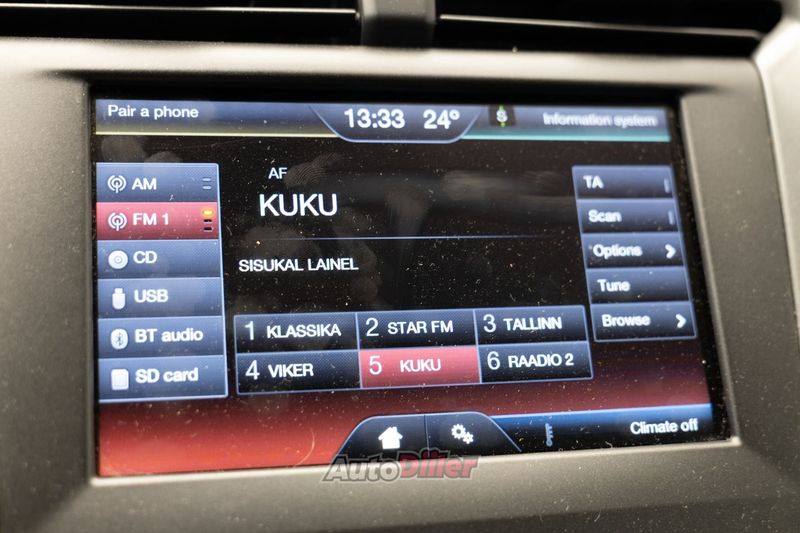 Pair a phone
13:33 24°
Information system
AM
FM 1
CD
USB
BT audio
SD card
AF
KUKU
SISUKAL LAINEL
1 KLASSIKA
2 STAR FM
3 TALLINN
4 VIKER
5 KUKU
6 RAADIO 2
TA
Scan
Options
Tune
Browse
Climate off
AutoDiiler